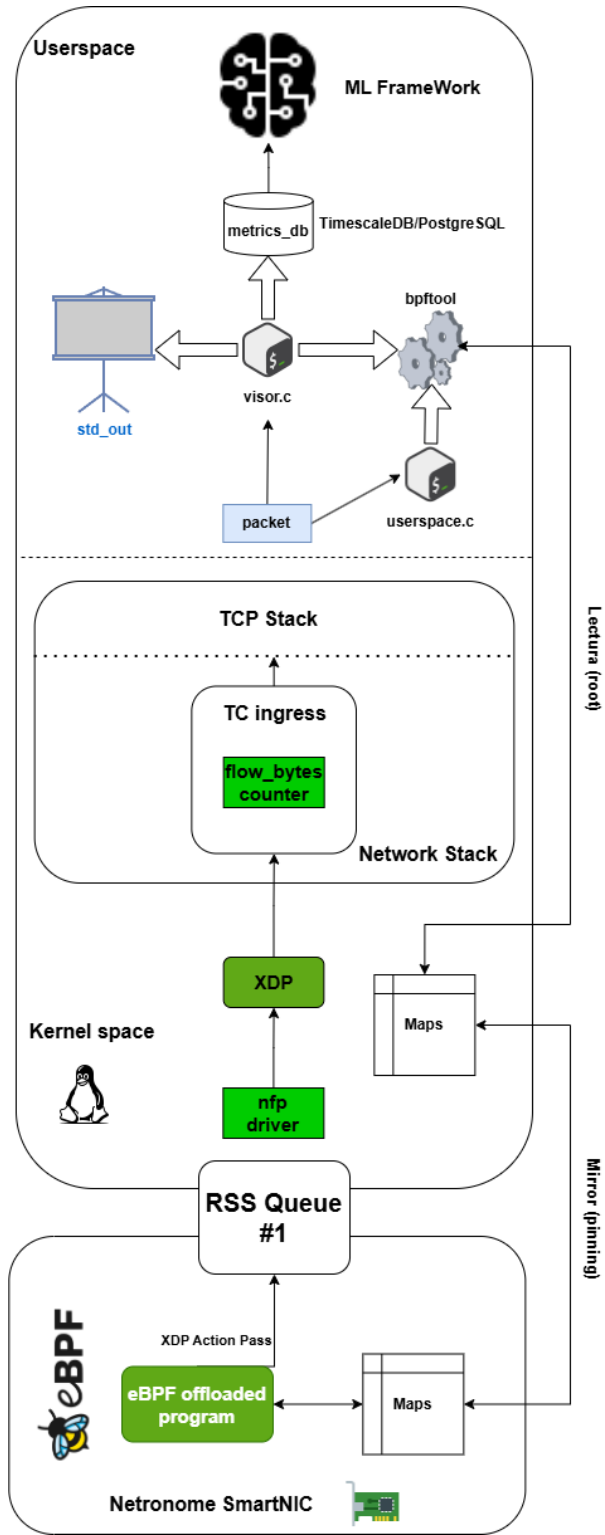 Userspace
ML FrameWork
metrics_db
TimescaleDB/PostgreSQL
bpftool
$_
visor.c
std_out
$_
userspace.c
packet
TCP Stack
Lectura (root)
TC ingress
flow_bytes
counter
Network Stack
XDP
Maps
Kernel space
nfp
driver
Mirror (pinning)
RSS Queue
#1
eBPF
XDP Action Pass
eBPF offloaded
program
Maps
Netronome SmartNIC